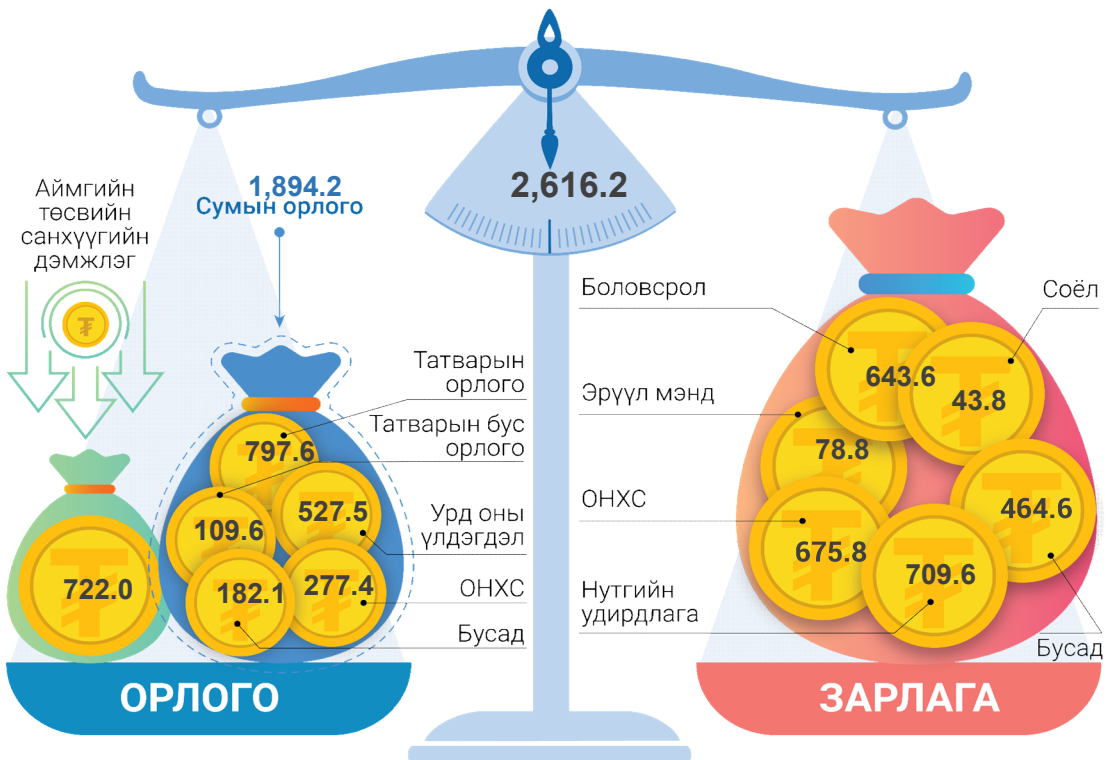 2,616.2
1,894.2
Сумын орлого
Аймгийн
төсвийн
санхүүгийн
дэмжлэг
₮
Татварын
орлого
797.6
Татварын бус
орлого
109.6
527.5
Урд оны
үлдэгдэл
722.0
182.1
277.4
ОНХС
Бусад
ОРЛОГО
Боловсрол
643.6
Соёл
43.8
Эрүүл мэнд
78.8
ОНХС
675.8
464.6
709.6
Нутгийн
удирдлага
Бусад
ЗАРЛАГА